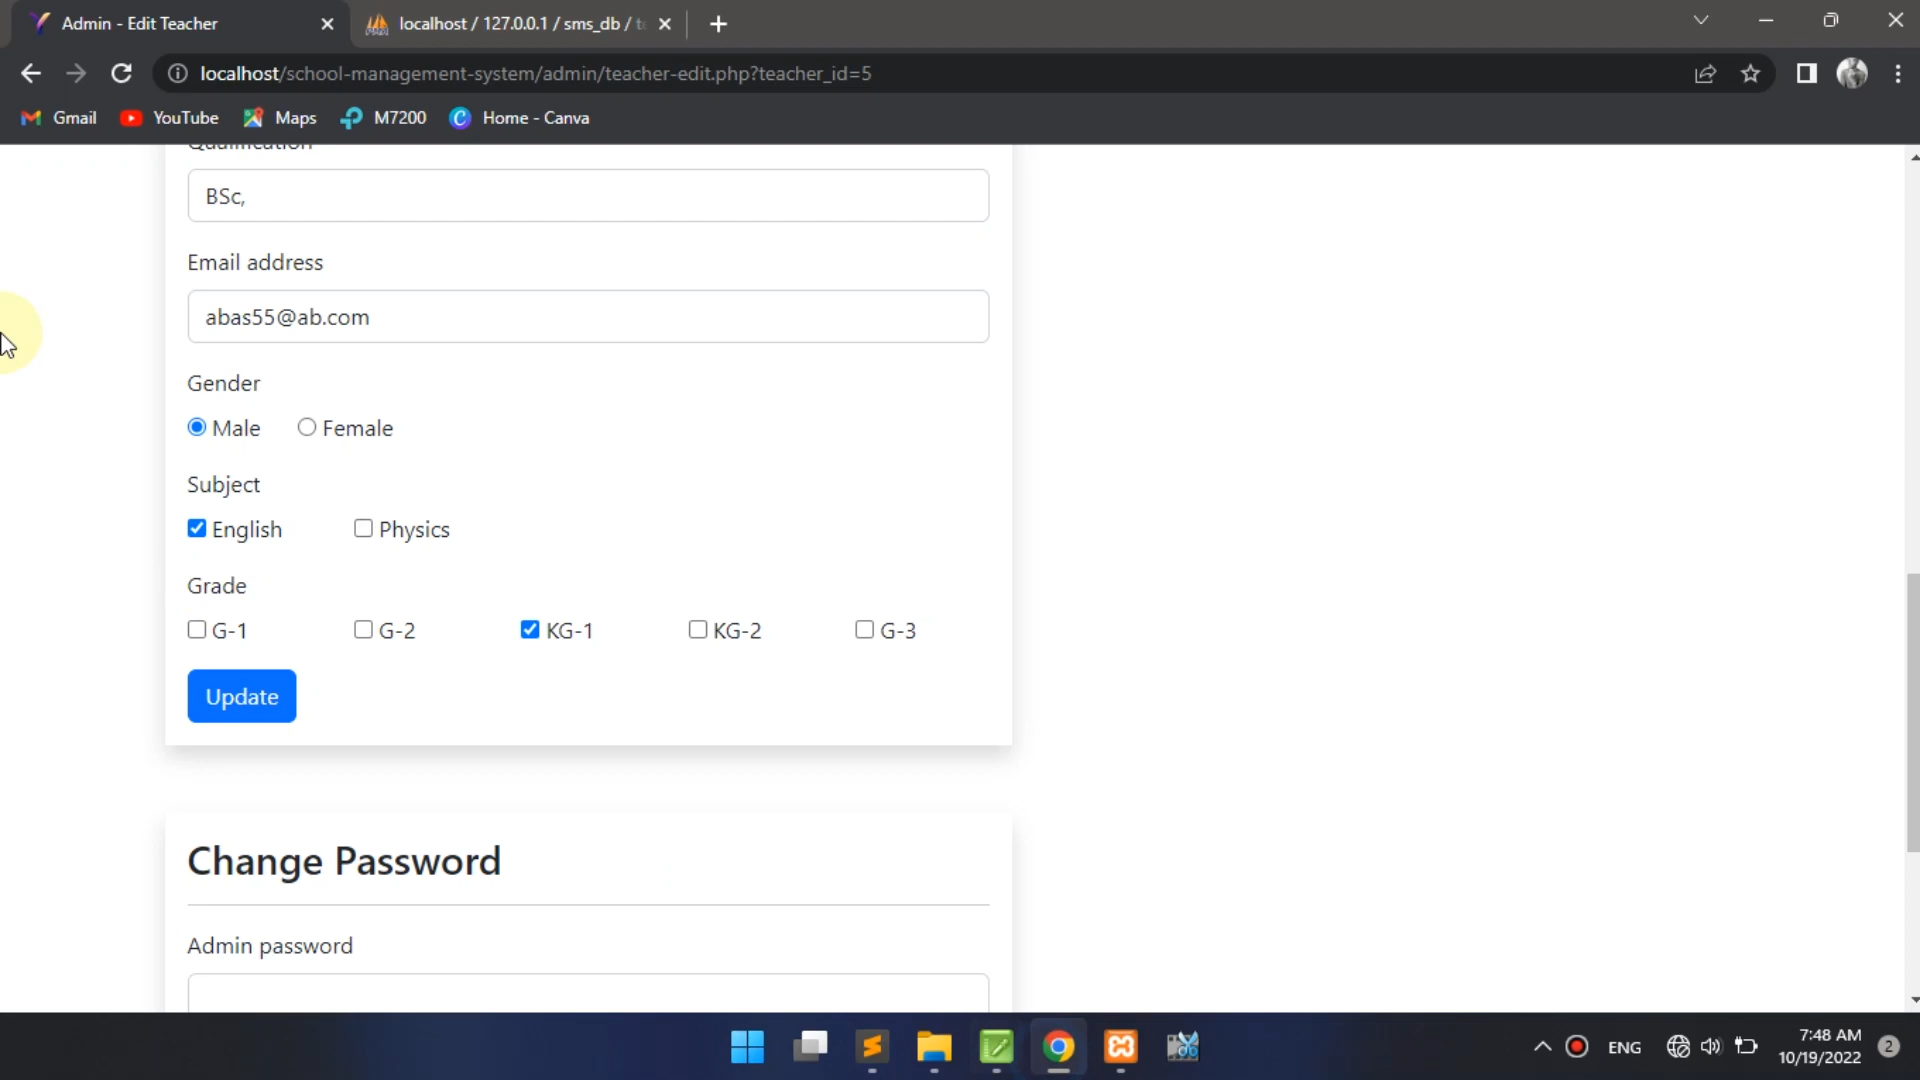 Admin - Edit Teacher
localhost / 127.0.0.1 / sms_db / t
localhost/school-management-system/admin/teacher-edit.php?teacher_id=5
Gmail
YouTube
Maps
M7200
Home - Canva
Qualification
BSc,
Email address
abas55@ab.com
Gender
Male
Female
Subject
English
Physics
Grade
G-1
G-2
KG-1
KG-2
G-3
Update
Change Password
Admin password
ENG
7:48 AM
10/19/2022
2